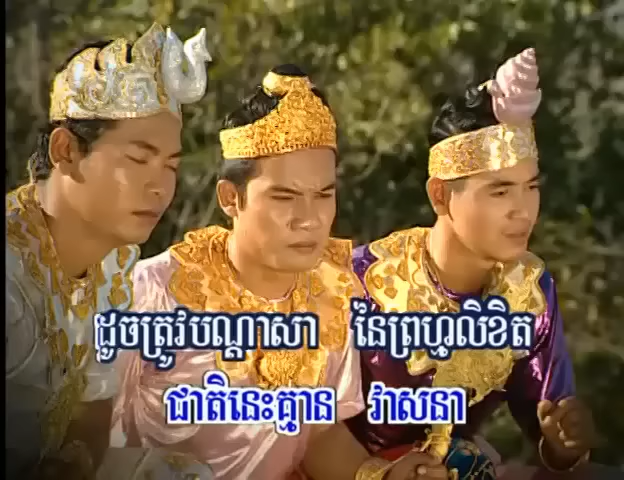 ដូចត្រូវបណ្តាសា នៃព្រហ្មលិខិត
ជាតិនេះគ្មាន វាសនា